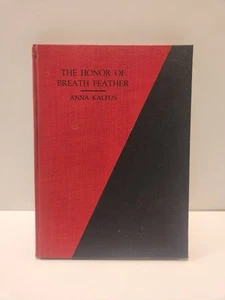 THE HONOR OF
BREATH FEATHER
ANNA KALFUS